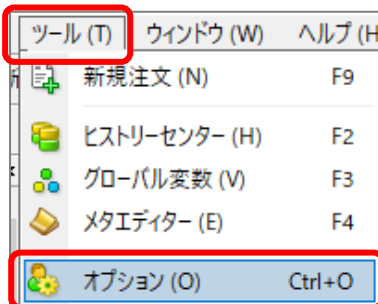 ツール (T) ウィンドウ (W) ヘルプ (H
新規注文 (N) F9
ヒストリーセンター (H) F2
グローバル変数 (V) F3
メタエディター (E) F4
オプション (O) Ctrl+O